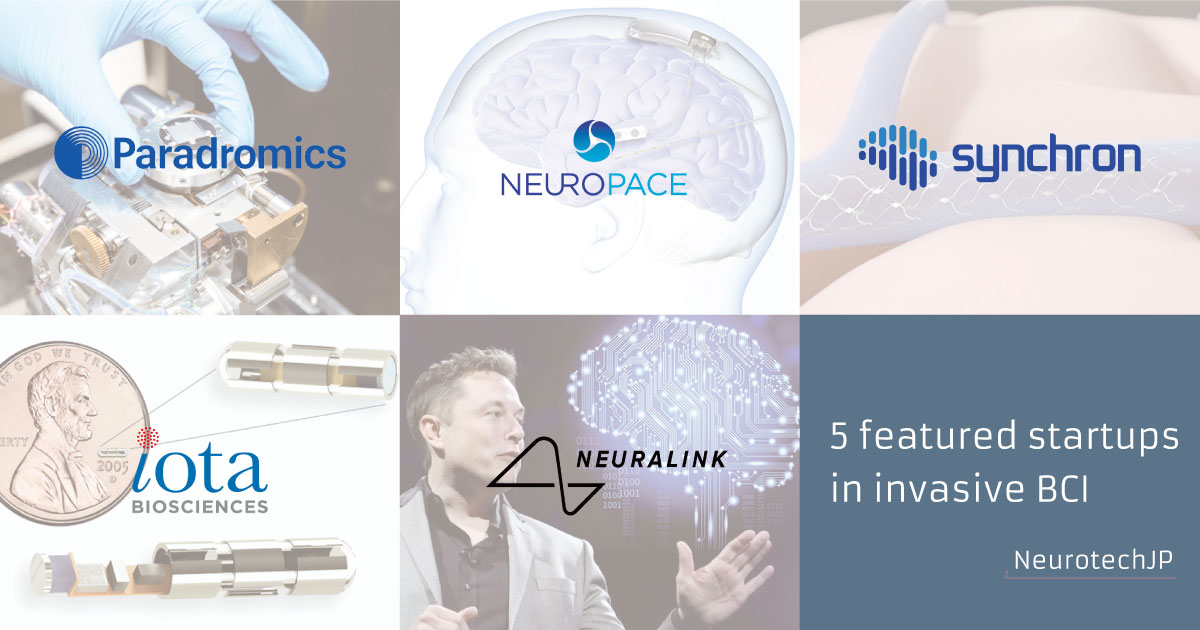 Paradromics
NEUROPACE
synchron
IN GOD WE TRUST
LIBERTY
2005
D
iota
BIOSCIENCES
NEURALINK
0110
0101
0100
1001
5 featured startups
in invasive BCI
NeurotechJP